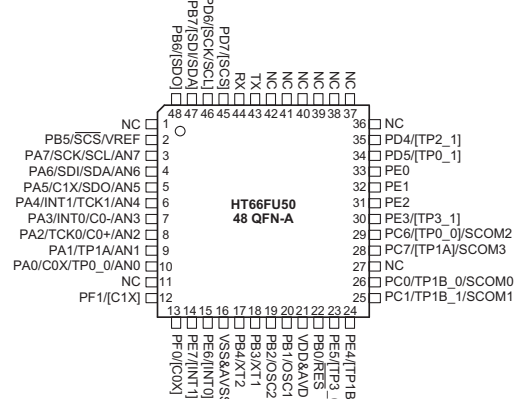 PB6/[SDO]
PB7/[SDI/SDA]
PD6/[SCK/SCL]
PD7/[SCS]
RX
TX
NC
NC
NC
NC
NC
NC
48 47 46 45 44 43 42 41 40 39 38 37
NC 1
PB5/SCS/VREF 2
PA7/SCK/SCL/AN7 3
PA6/SDI/SDA/AN6 4
PA5/C1X/SDO/AN5 5
PA4/INT1/TCK1/AN4 6
PA3/INT0/C0-/AN3 7
PA2/TCK0/C0+/AN2 8
PA1/TP1A/AN1 9
PA0/C0X/TP0_0/AN0 10
NC 11
PF1/[C1X] 12
HT66FU50
48 QFN-A
36 NC
35 PD4/[TP2_1]
34 PD5/[TP0_1]
33 PE0
32 PE1
31 PE2
30 PE3/[TP3_1]
29 PC6/[TP0_0]/SCOM2
28 PC7/[TP1A]/SCOM3
27 NC
26 PC0/TP1B_0/SCOM0
25 PC1/TP1B_1/SCOM1
13 14 15 16 17 18 19 20 21 22 23 24
PF0/[C0X]
PE7/[INT1]
PE6/[INT0]
VSS&AVSS
PB4/XT2
PB3/XT1
PB2/OSC2
PB1/OSC1
VDD&AVD
PB0/RES
PE5/[TP3_
PE4/[TP1B